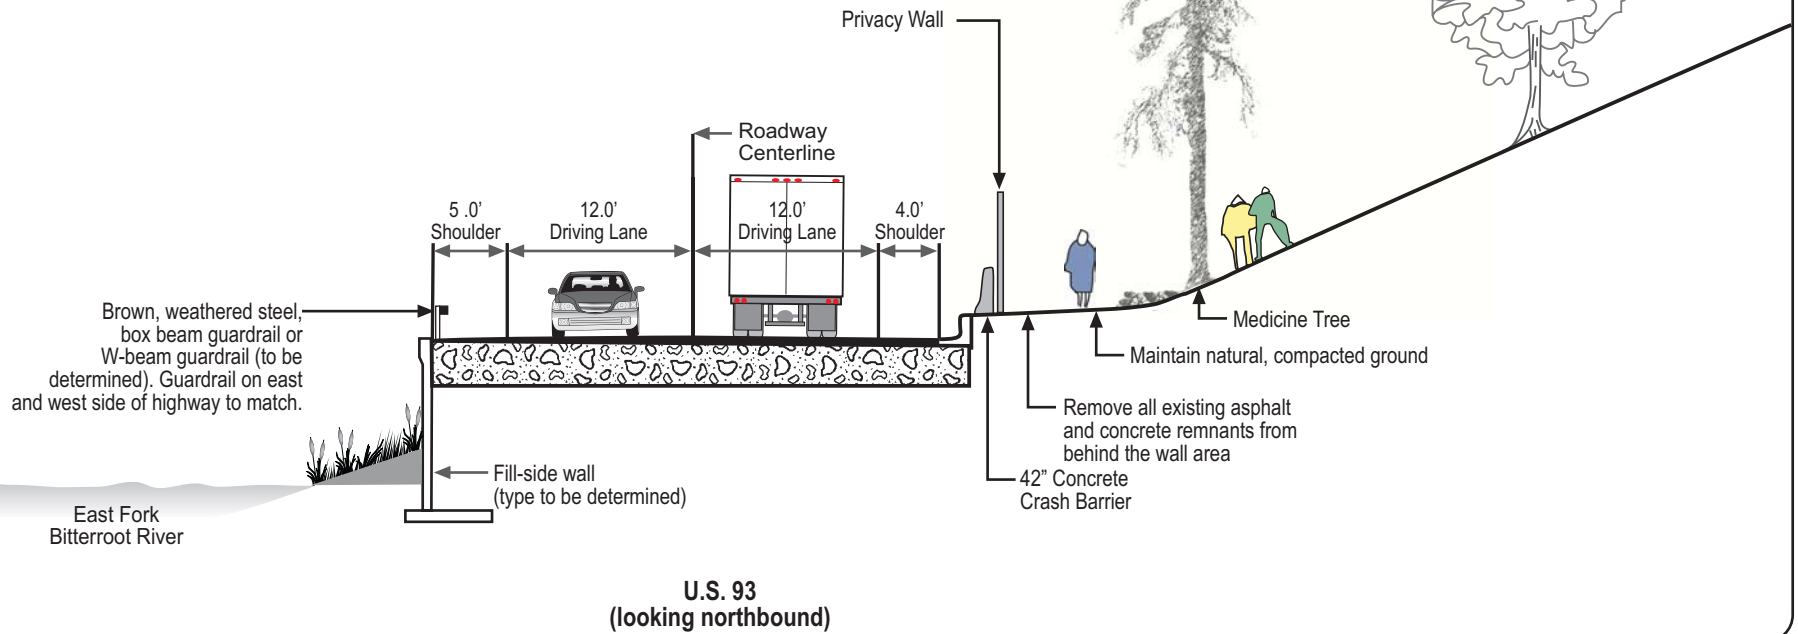 Privacy Wall
Roadway
Centerline
5 .0’
Shoulder
12.0’
Driving Lane
12.0’
Driving Lane
4.0’
Shoulder
Brown, weathered steel,
box beam guardrail or
W-beam guardrail (to be
determined). Guardrail on east
and west side of highway to match.
Medicine Tree
Maintain natural, compacted ground
Remove all existing asphalt
and concrete remnants from
behind the wall area
42” Concrete
Crash Barrier
Fill-side wall
(type to be determined)
East Fork
Bitterroot River
U.S. 93
(looking northbound)